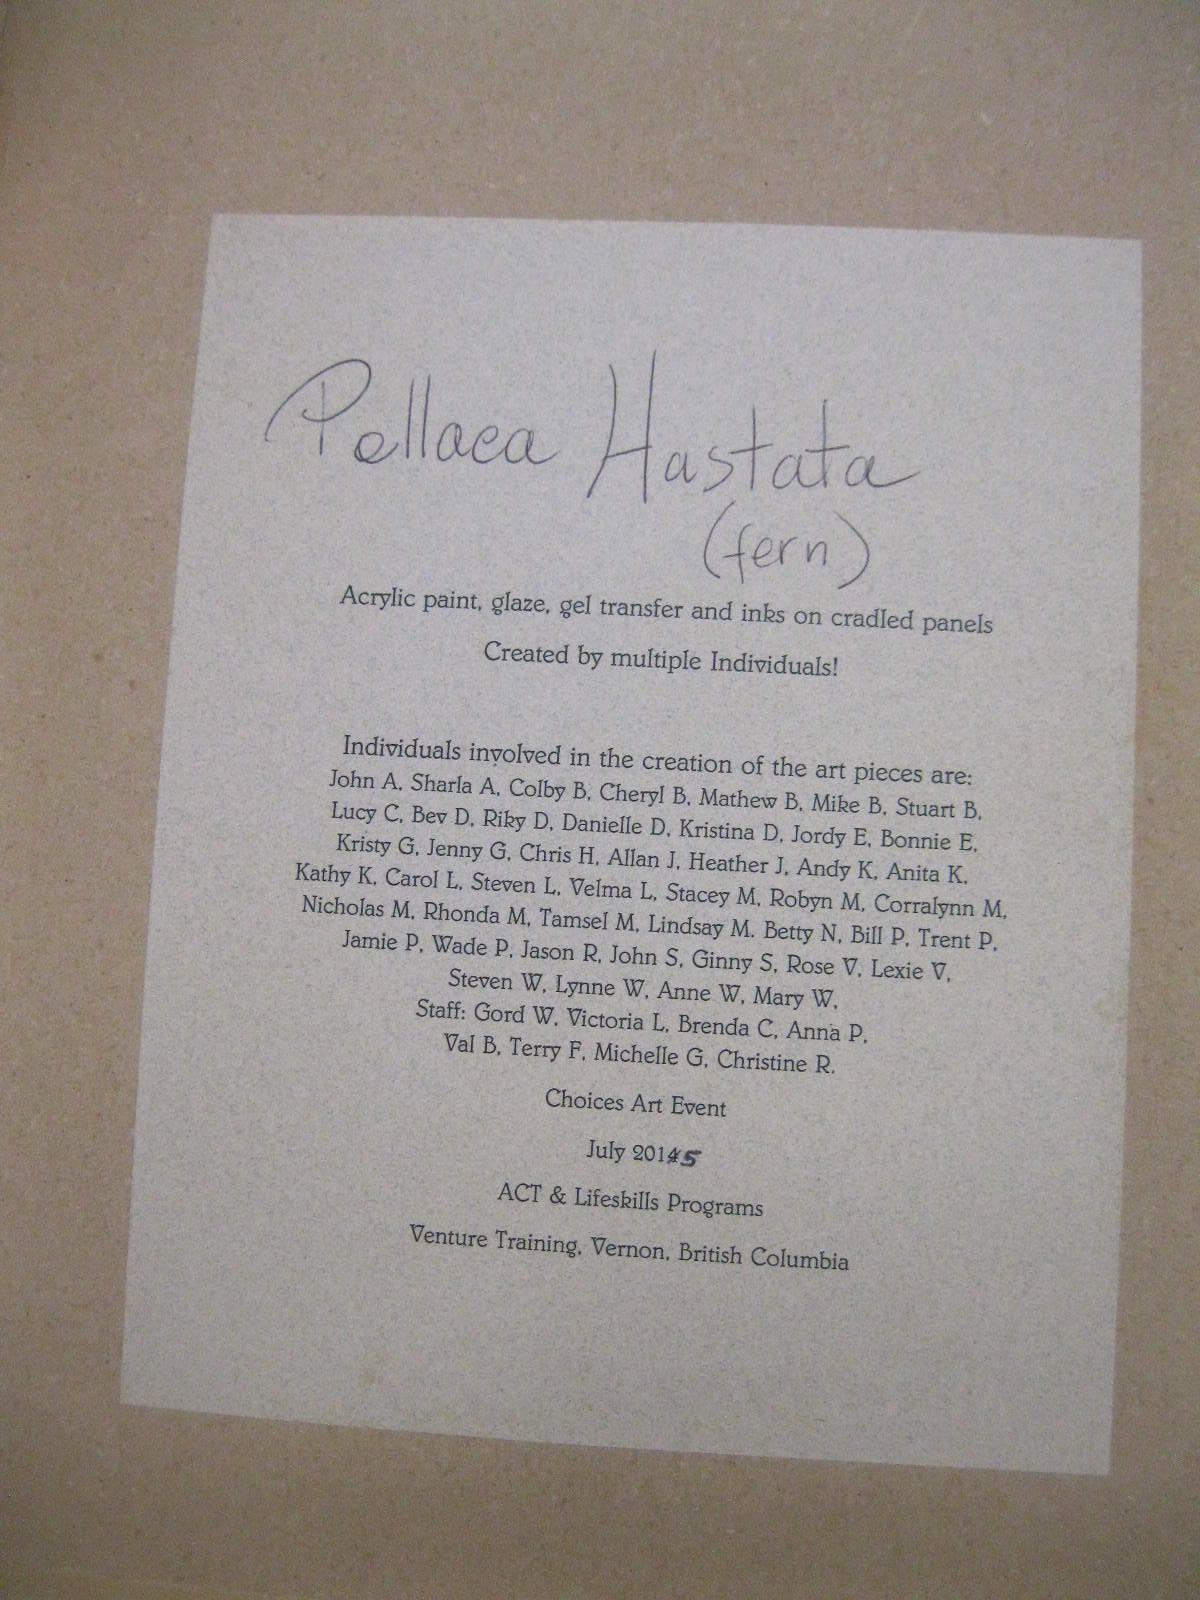 Pellaea Hastata
(fern)
Acrylic paint, glaze, gel transfer and inks on cradled panels
Created by multiple Individuals!
Individuals involved in the creation of the art pieces are:
John A, Sharla A, Colby B, Cheryl B, Mathew B, Mike B, Stuart B,
Lucy C, Bev D, Riky D, Danielle D, Kristina D, Jordy E, Bonnie E,
Kristy G, Jenny G, Chris H, Allan J, Heather J, Andy K, Anita K,
Kathy K, Carol L, Steven L, Velma L, Stacey M, Robyn M, Corralynn M,
Nicholas M, Rhonda M, Tamsel M, Lindsay M. Betty N, Bill P, Trent P,
Jamie P, Wade P, Jason R, John S, Ginny S, Rose V, Lexie V,
Steven W, Lynne W, Anne W, Mary W,
Staff: Gord W, Victoria L, Brenda C, Anna P,
Val B, Terry F, Michelle G, Christine R.
Choices Art Event
July 2015
ACT & Lifeskills Programs
Venture Training, Vernon, British Columbia